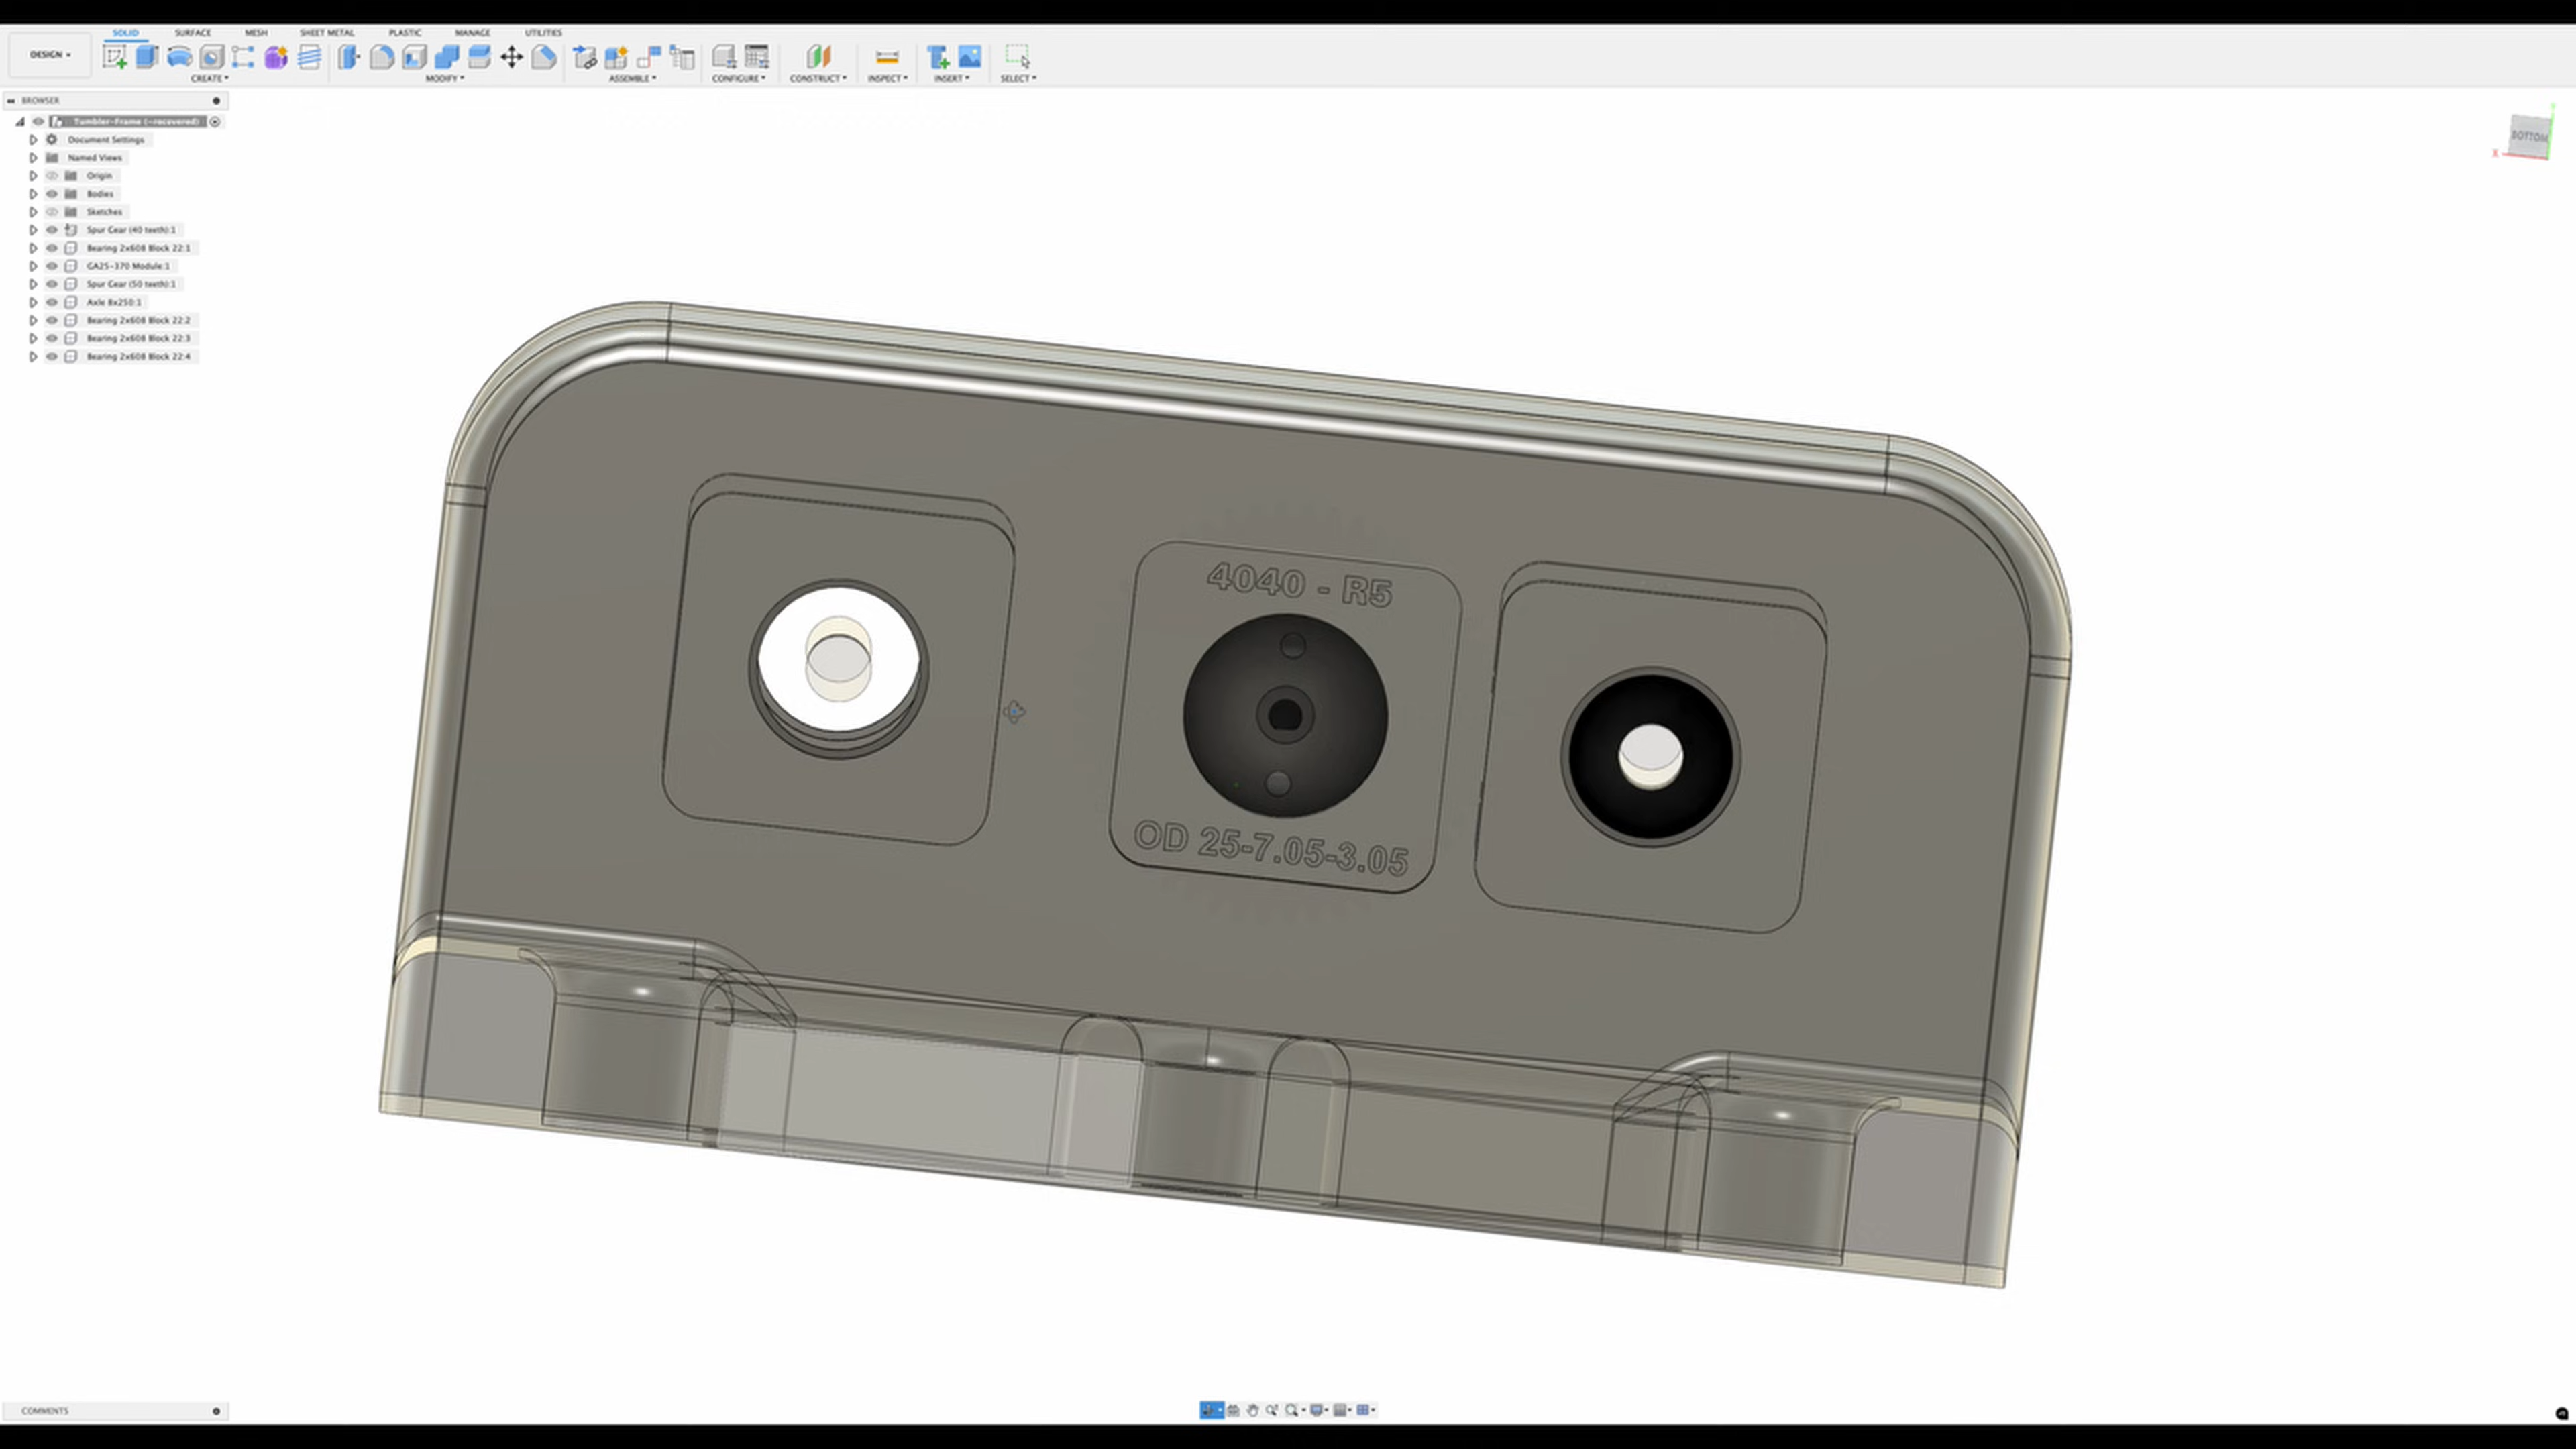 SOLID SURFACE MESH SHEET METAL PLASTIC MANAGE UTILITIES
DESIGN
CREATE MODIFY ASSEMBLE CONFIGURE CONSTRUCT INSPECT INSERT SELECT
BROWSER
Tumbler-Frame (~recovered)
Document Settings
Named Views
Origin
Bodies
Sketches
Spur Gear (40 teeth):1
Bearing 2x608 Block 22:1
GA25-370 Module:1
Spur Gear (50 teeth):1
Axle 8x250:1
Bearing 2x608 Block 22:2
Bearing 2x608 Block 22:3
Bearing 2x608 Block 22:4
BOTTOM
X
4040 - R5
OD 25-7.05-3.05
COMMENTS